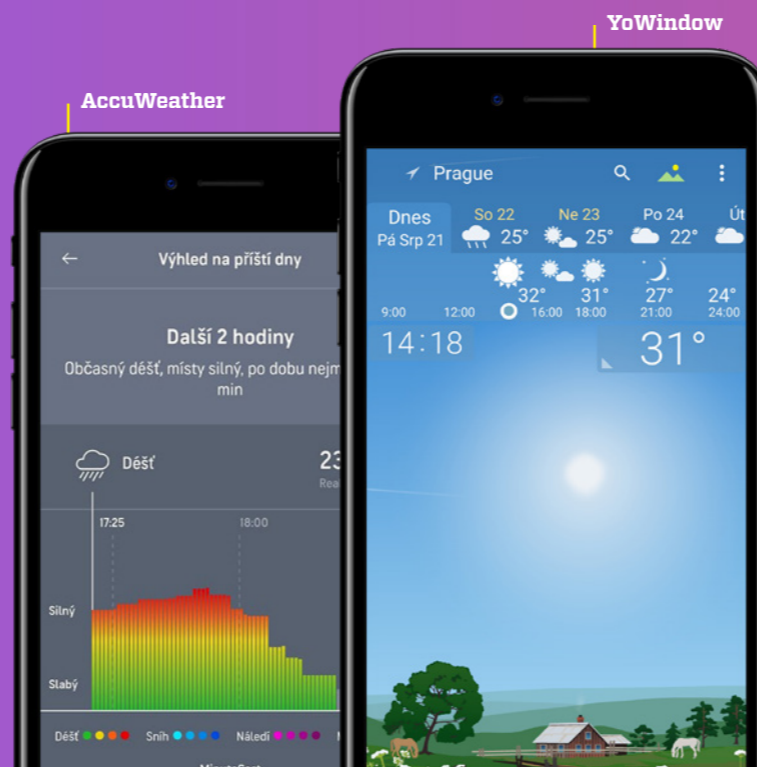 YoWindow
AccuWeather
Výhled na příští dny
Další 2 hodiny
Občasný déšť, místy silný, po dobu
min
Déšť
17:25 18:00
Silný
Slabý
Déšť Sníh Náledí
Prague
Dnes So 22 Ne 23 Po 24
Pá Srp 21 25° 25° 22°
32° 31° 27° 24°
9:00 12:00 16:00 18:00 21:00 24:00
14:18 31°